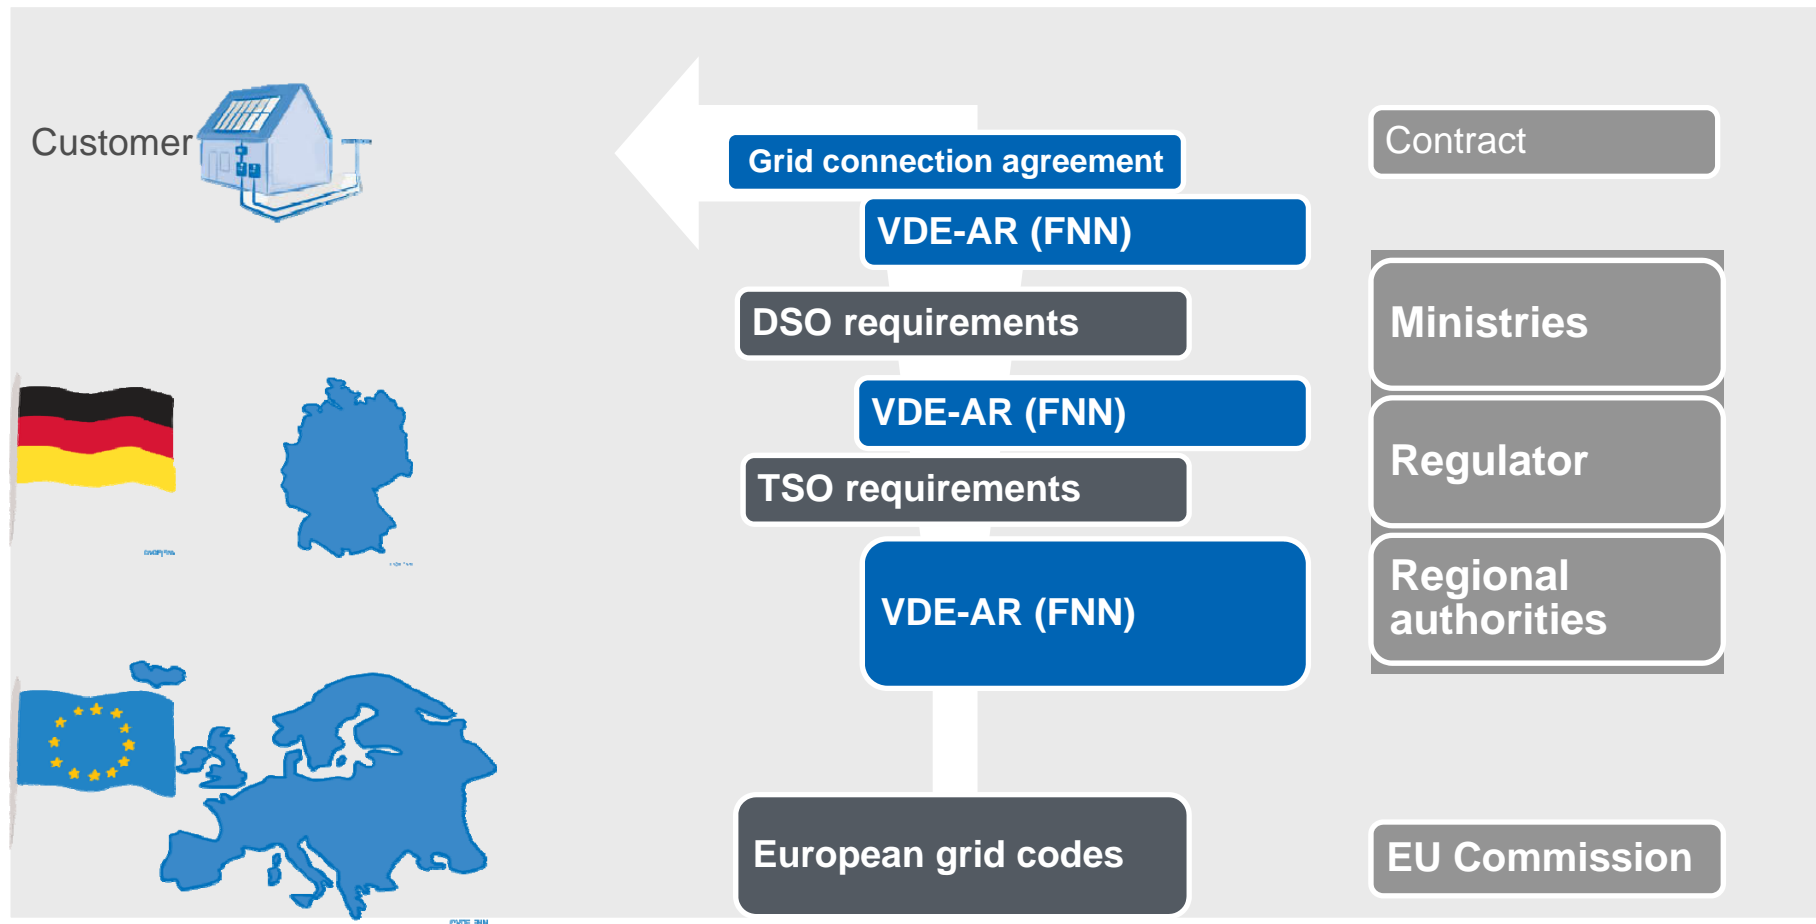 Customer
Grid connection agreement
Contract
VDE-AR (FNN)
DSO requirements
Ministries
VDE-AR (FNN)
Regulator
TSO requirements
VDE-AR (FNN)
Regional
authorities
European grid codes
EU Commission